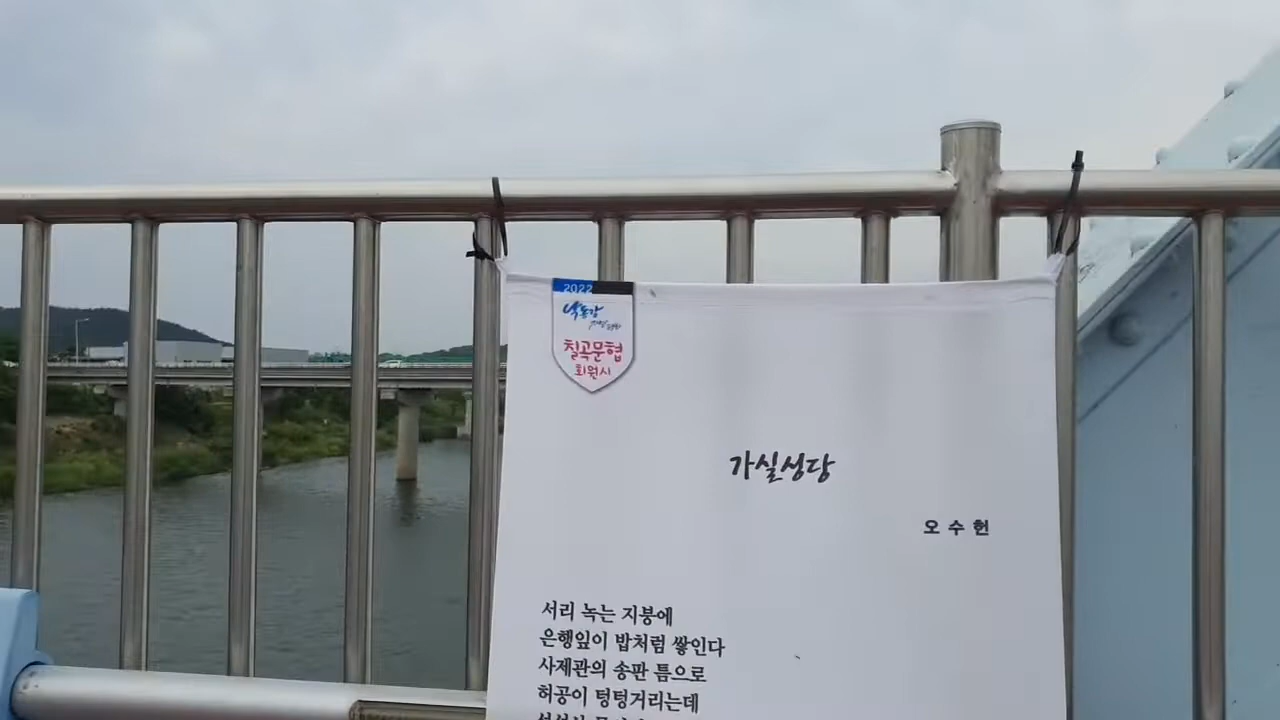 2022
낙동강
칠곡문협
회원시
가실성당
오수헌
서리 녹는 지붕에
은행잎이 밥처럼 쌓인다
사제관의 송판 틈으로
허공이 텅텅거리는데